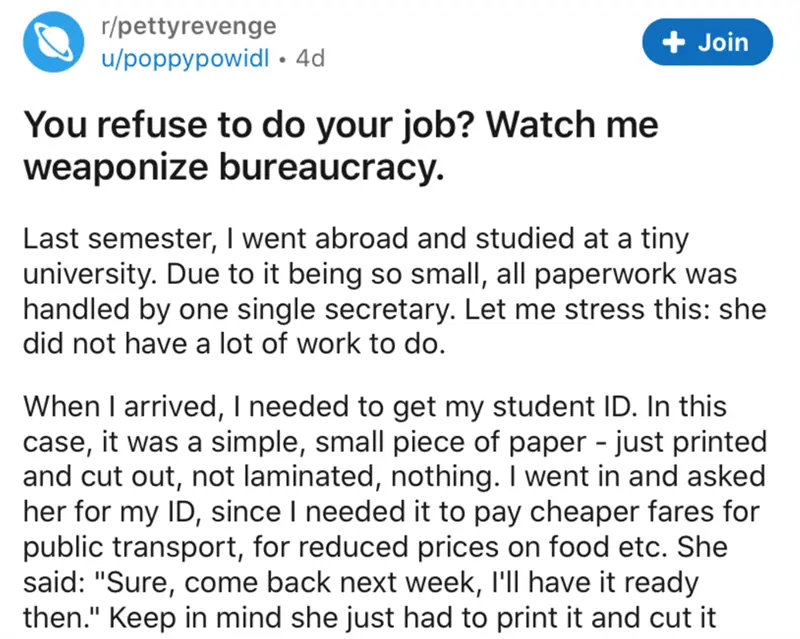 r/pettyrevenge
u/poppypowidl • 4d
+ Join
You refuse to do your job? Watch me
weaponize bureaucracy.
Last semester, I went abroad and studied at a tiny
university. Due to it being so small, all paperwork was
handled by one single secretary. Let me stress this: she
did not have a lot of work to do.
When I arrived, I needed to get my student ID. In this
case, it was a simple, small piece of paper - just printed
and cut out, not laminated, nothing. I went in and asked
her for my ID, since I needed it to pay cheaper fares for
public transport, for reduced prices on food etc. She
said: "Sure, come back next week, I'll have it ready
then." Keep in mind she just had to print it and cut it